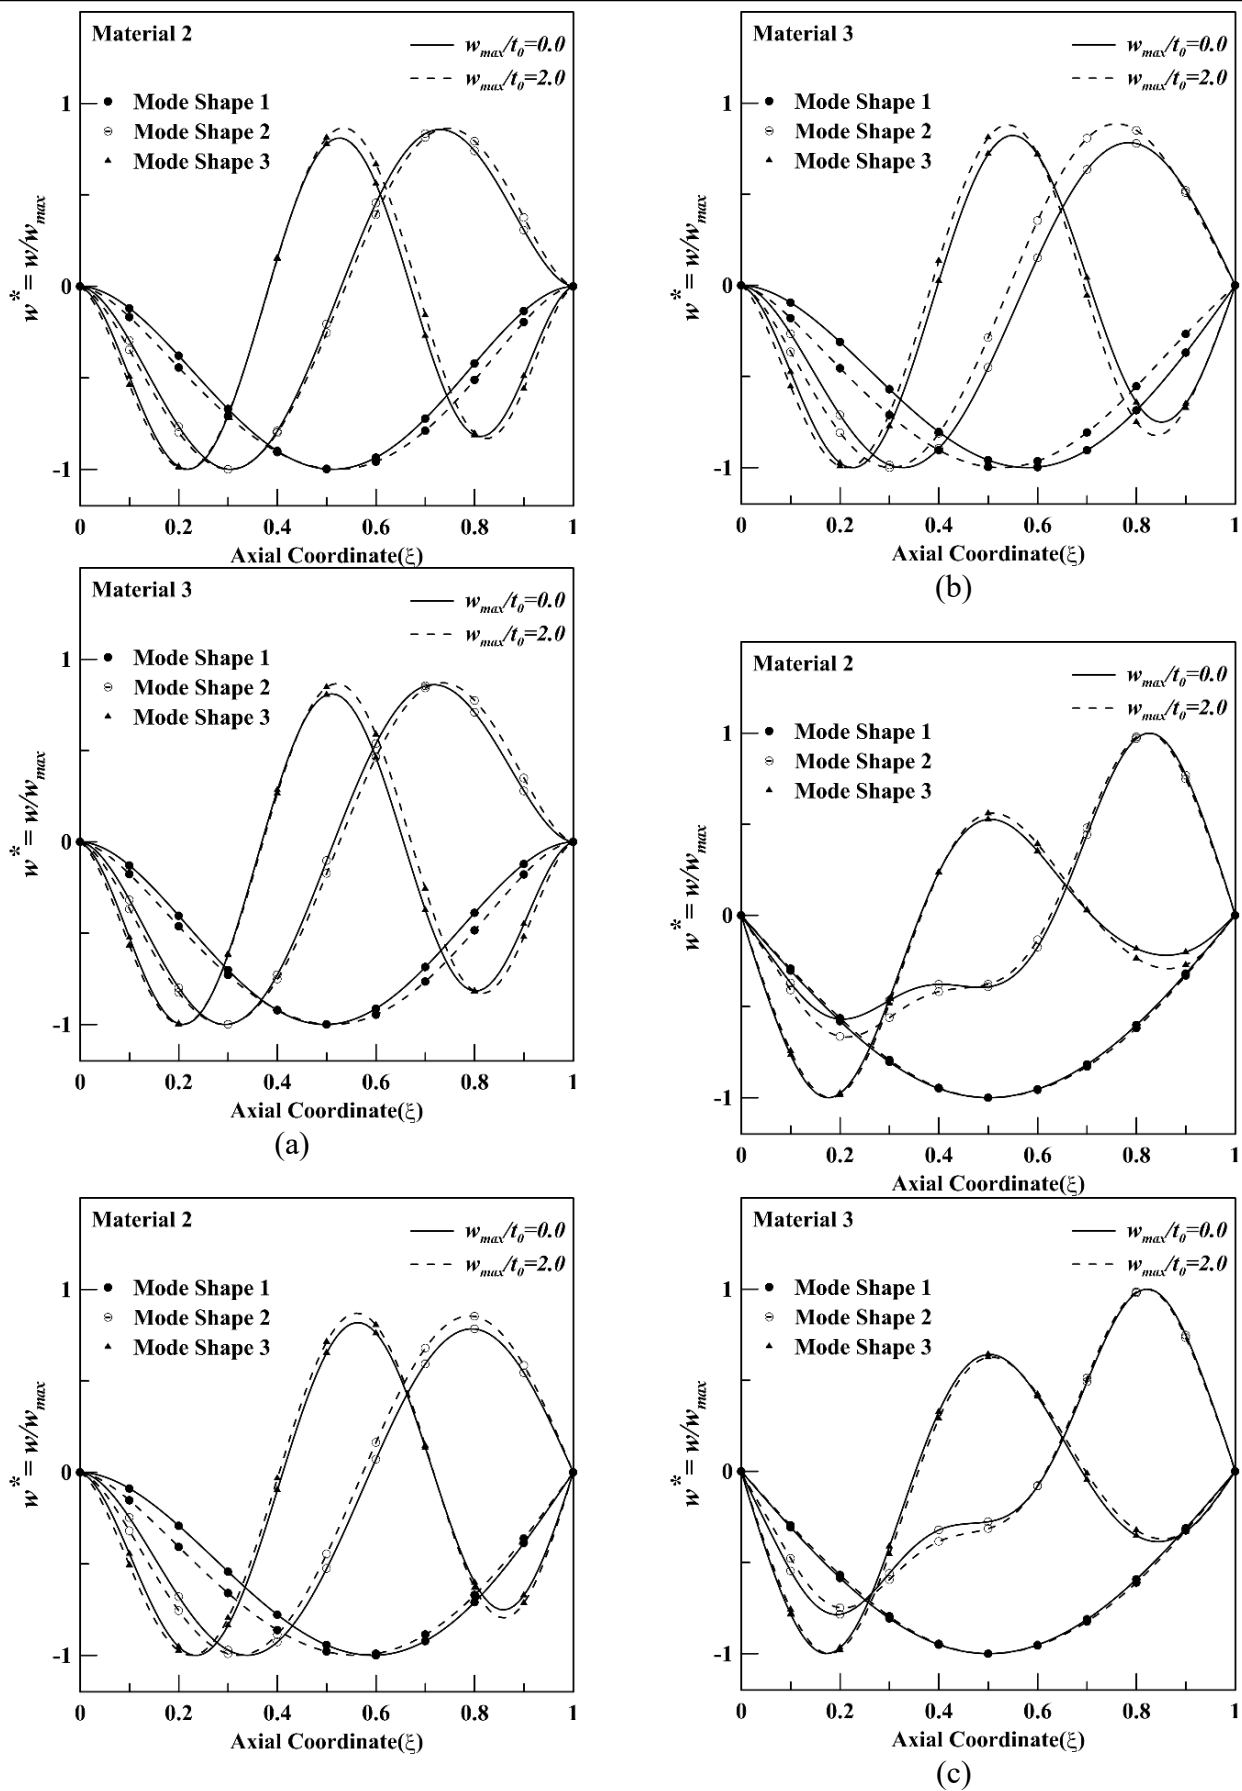 Material 2
w_max/t_0=0.0
w_max/t_0=2.0
Mode Shape 1
Mode Shape 2
Mode Shape 3
1
0
-1
w* = w/w_max
0 0.2 0.4 0.6 0.8 1
Axial Coordinate(ξ)
Material 3
w_max/t_0=0.0
w_max/t_0=2.0
Mode Shape 1
Mode Shape 2
Mode Shape 3
1
0
-1
w* = w/w_max
0 0.2 0.4 0.6 0.8 1
Axial Coordinate(ξ)
(a)
Material 2
w_max/t_0=0.0
w_max/t_0=2.0
Mode Shape 1
Mode Shape 2
Mode Shape 3
1
0
-1
w* = w/w_max
0 0.2 0.4 0.6 0.8 1
Axial Coordinate(ξ)
Material 3
w_max/t_0=0.0
w_max/t_0=2.0
Mode Shape 1
Mode Shape 2
Mode Shape 3
1
0
-1
w* = w/w_max
0 0.2 0.4 0.6 0.8 1
Axial Coordinate(ξ)
(b)
Material 2
w_max/t_0=0.0
w_max/t_0=2.0
Mode Shape 1
Mode Shape 2
Mode Shape 3
1
0
-1
w* = w/w_max
0 0.2 0.4 0.6 0.8 1
Axial Coordinate(ξ)
Material 3
w_max/t_0=0.0
w_max/t_0=2.0
Mode Shape 1
Mode Shape 2
Mode Shape 3
1
0
-1
w* = w/w_max
0 0.2 0.4 0.6 0.8 1
Axial Coordinate(ξ)
(c)